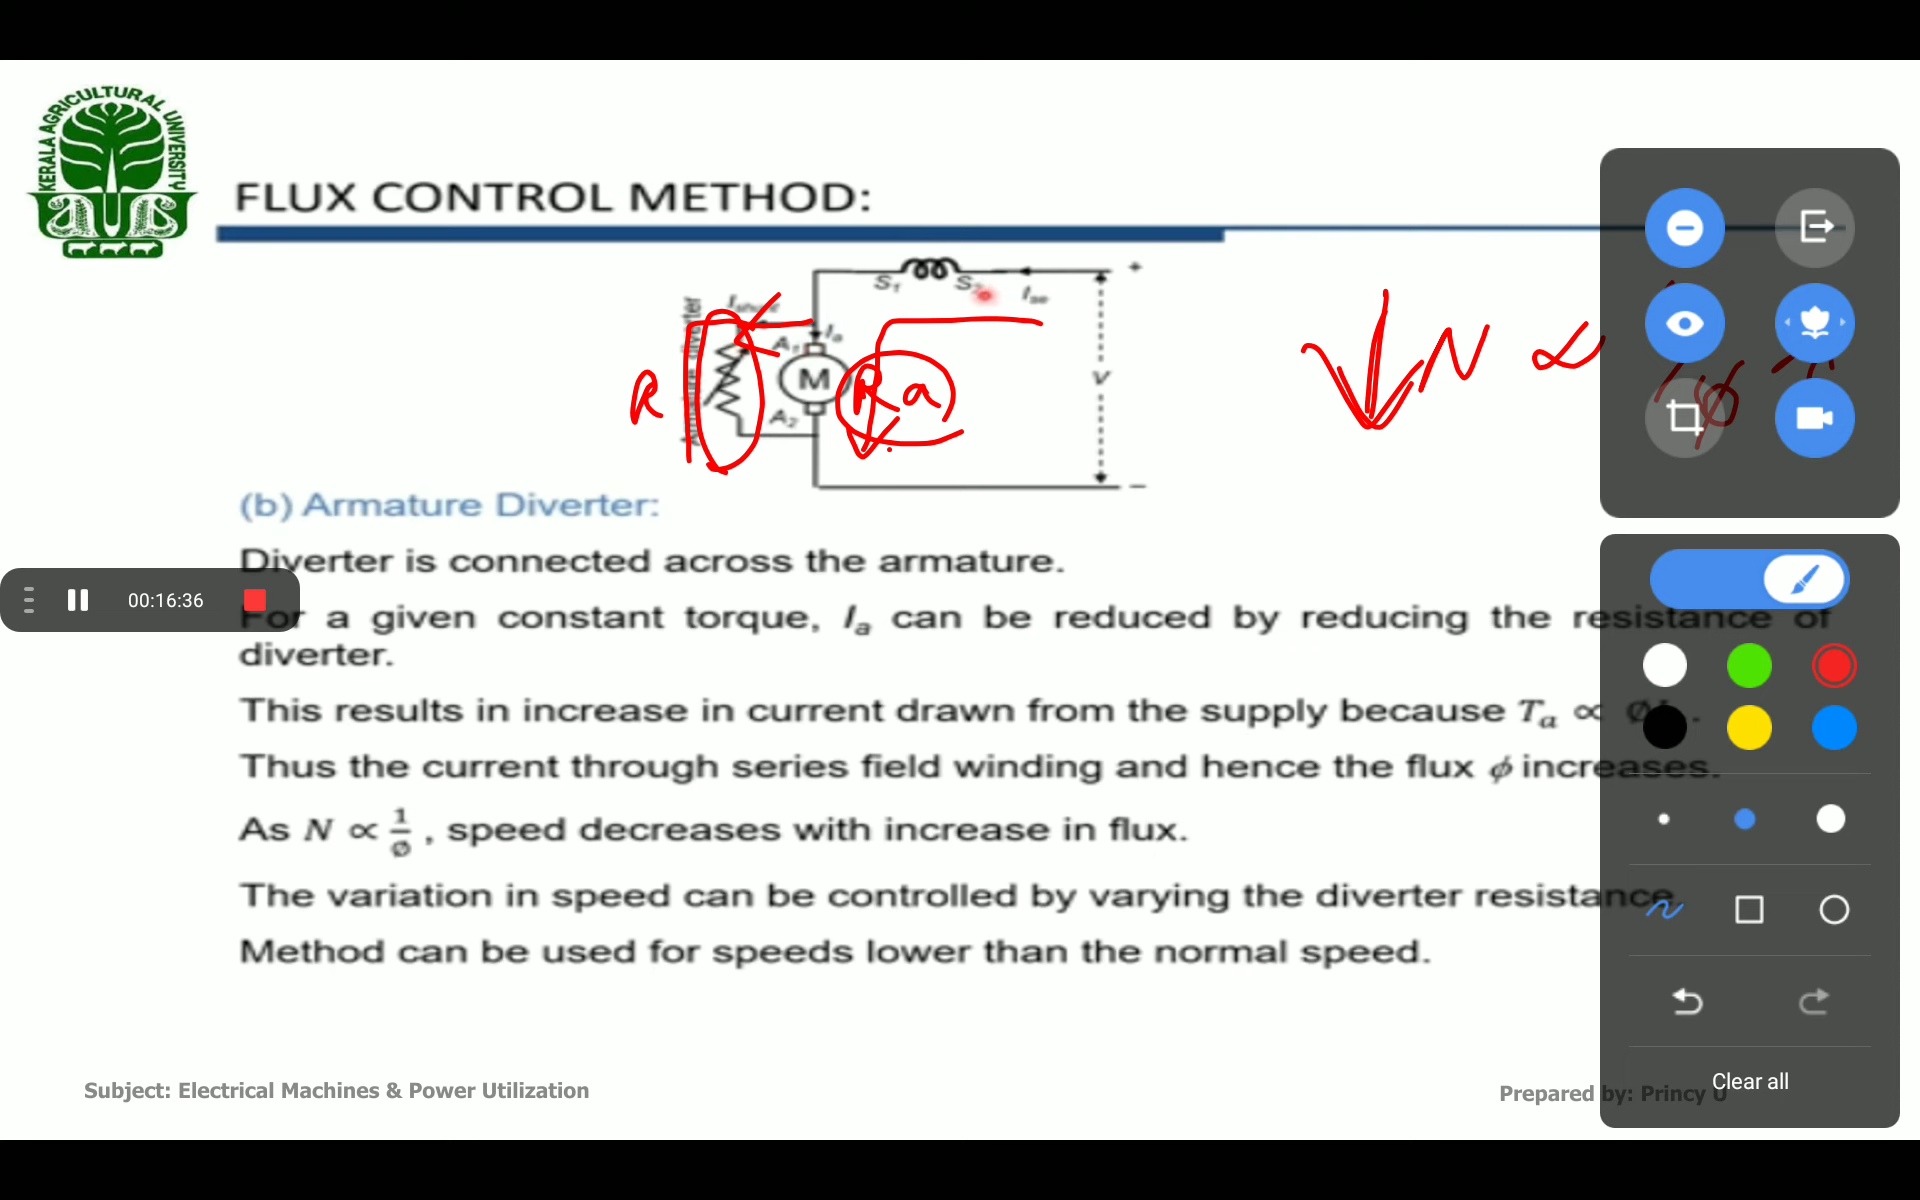 KERALA AGRICULTURAL UNIVERSITY
FLUX CONTROL METHOD:
S₁ S₂ Ise +
Armature diverter
Ia
A₁
M
V
A₂
−
R
Ra
N ∝ 1/ϕ
(b) Armature Diverter:
Diverter is connected across the armature.
00:16:36
For a given constant torque, Ia can be reduced by reducing the resistance of
diverter.
This results in increase in current drawn from the supply because Ta ∝
Thus the current through series field winding and hence the flux ϕ increases.
As N ∝ 1/Ø , speed decreases with increase in flux.
The variation in speed can be controlled by varying the diverter resistance
Method can be used for speeds lower than the normal speed.
Clear all
Subject: Electrical Machines & Power Utilization
Prepared by: Princy U